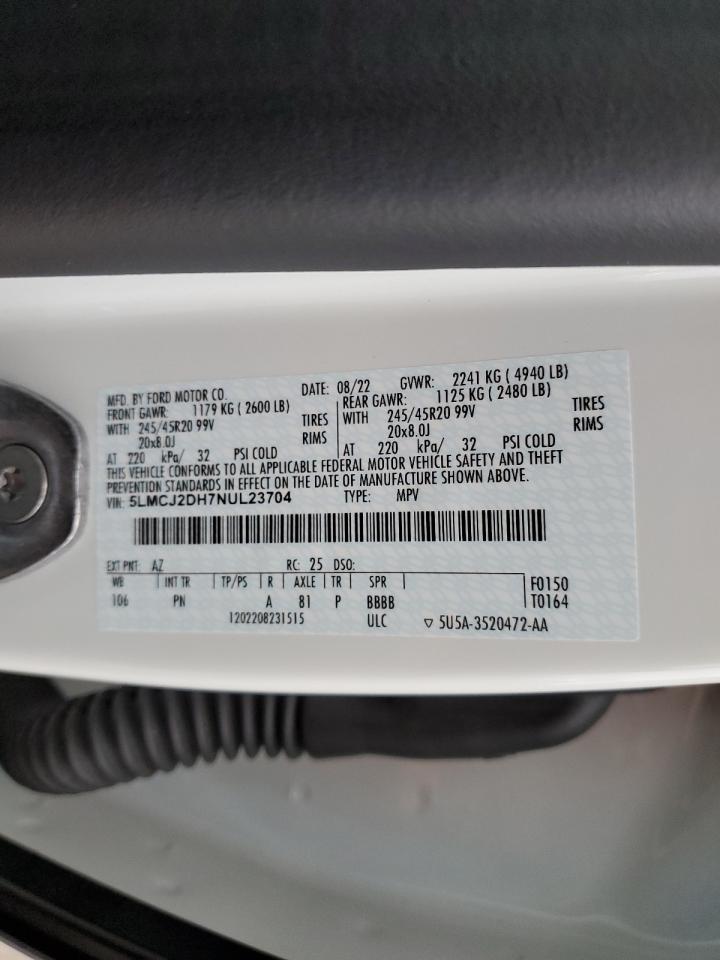 MFD. BY FORD MOTOR CO. DATE: 08/22 GVWR: 2241 KG ( 4940 LB)
FRONT GAWR: 1179 KG ( 2600 LB) REAR GAWR: 1125 KG ( 2480 LB)
WITH 245/45R20 99V TIRES WITH 245/45R20 99V TIRES
20x8.0J RIMS 20x8.0J RIMS
AT 220 kPa/ 32 PSI COLD AT 220 kPa/ 32 PSI COLD
THIS VEHICLE CONFORMS TO ALL APPLICABLE FEDERAL MOTOR VEHICLE SAFETY AND THEFT
PREVENTION STANDARDS IN EFFECT ON THE DATE OF MANUFACTURE SHOWN ABOVE.
VIN: 5LMCJ2DH7NUL23704 TYPE: MPV
EXT PNT: AZ RC: 25 DSO:
WB INT TR TP/PS R AXLE TR SPR F0150
106 PN A 81 P BBBB T0164
1202208231515 ULC ▽ 5U5A-3520472-AA